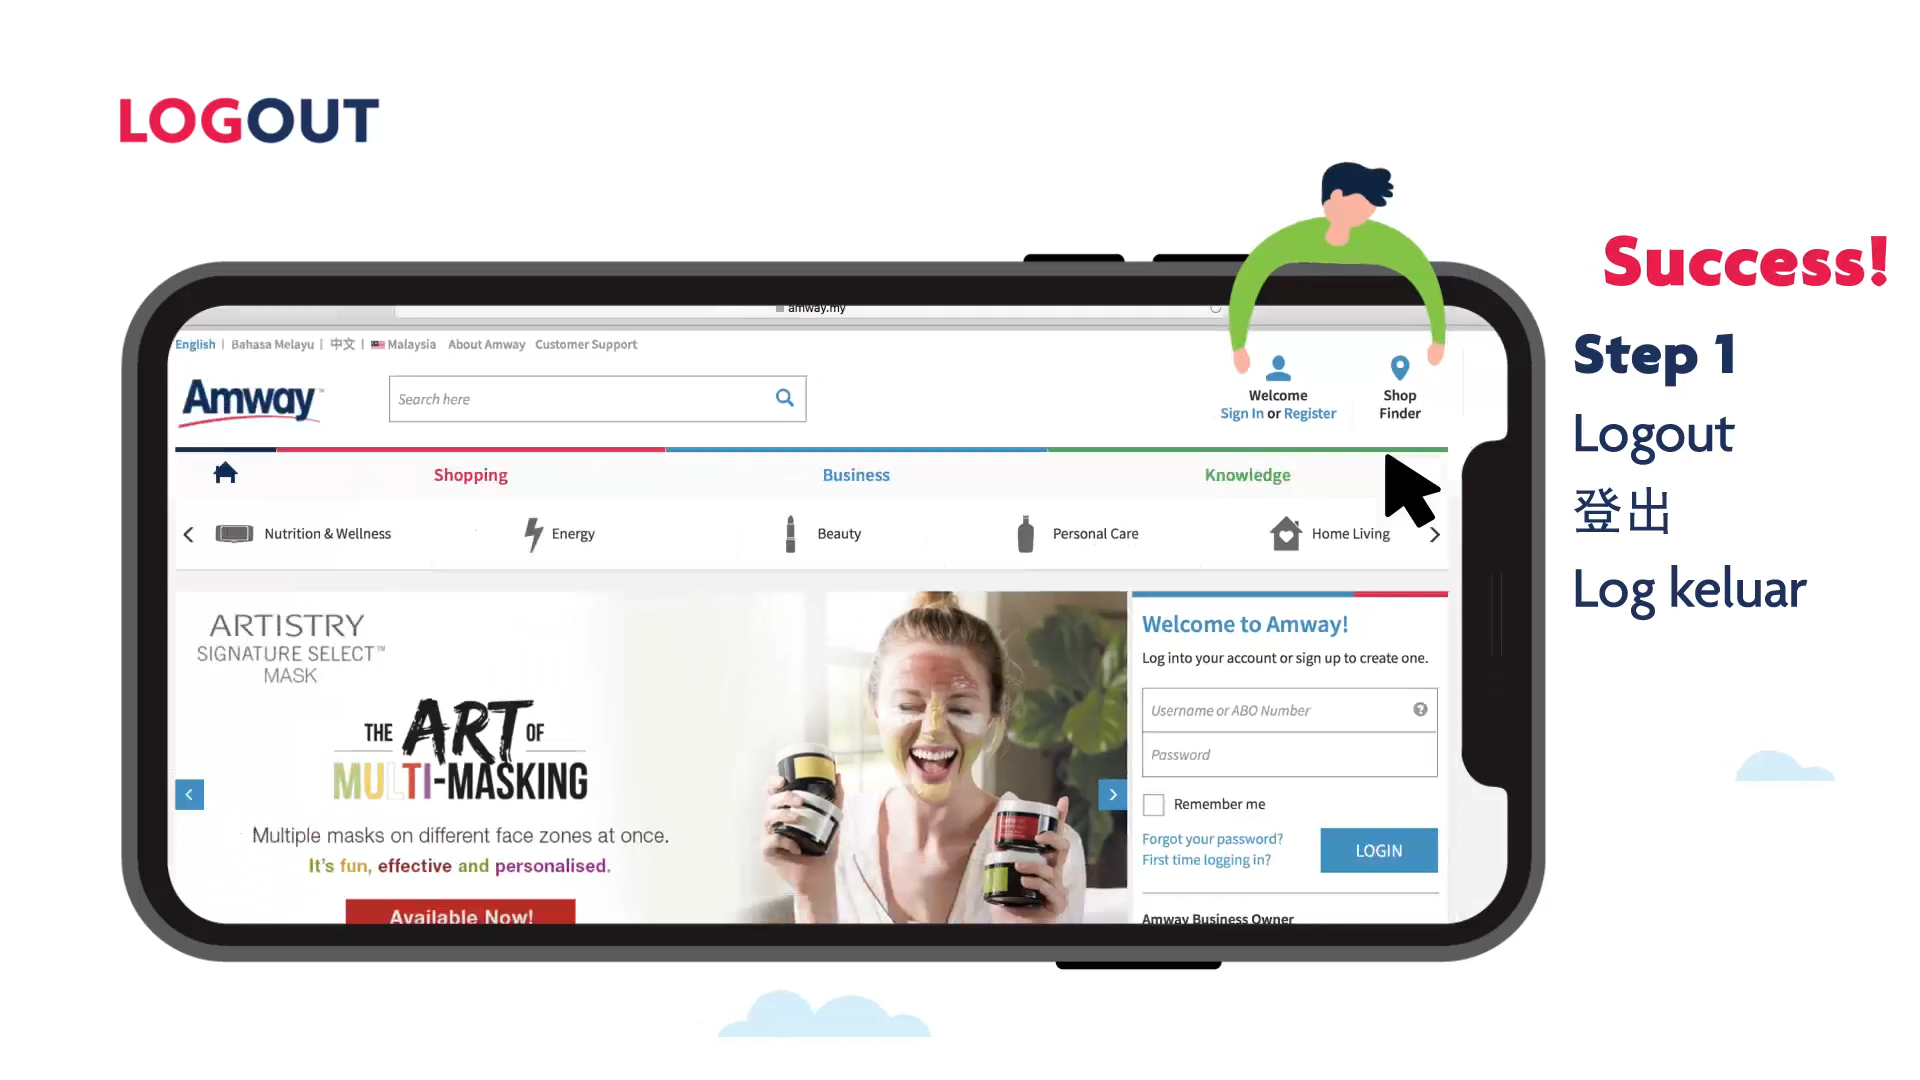 LOGOUT
Success!
Step 1
Logout
登出
Log keluar
amway.my
English | Bahasa Melayu | 中文 | Malaysia About Amway Customer Support
Amway™
Search here
Welcome
Sign In or Register
Shop
Finder
Shopping
Business
Knowledge
Nutrition & Wellness
Energy
Beauty
Personal Care
Home Living
ARTISTRY
SIGNATURE SELECT™
MASK
THE ART OF
MULTI-MASKING
Multiple masks on different face zones at once.
It's fun, effective and personalised.
Available Now!
Welcome to Amway!
Log into your account or sign up to create one.
Username or ABO Number
Password
Remember me
Forgot your password?
First time logging in?
LOGIN
Amway Business Owner